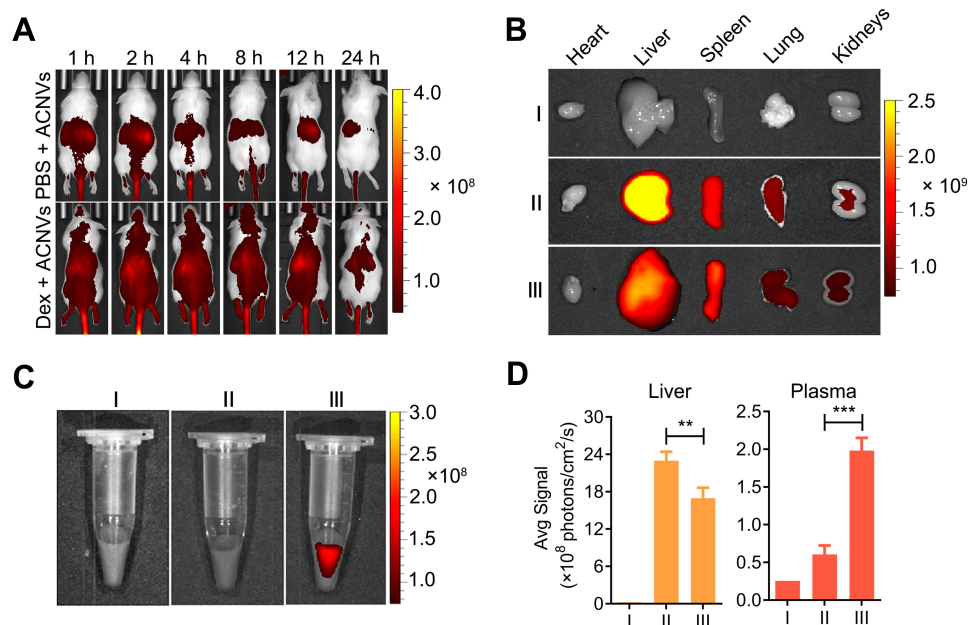 A
1 h 2 h 4 h 8 h 12 h 24 h
PBS + ACNVs
Dex + ACNVs
4.0
3.0
× 10⁸
2.0
1.0
B
Heart Liver Spleen Lung Kidneys
I
II
III
2.5
2.0
× 10⁹
1.5
1.0
C
I II III
3.0
2.5
×10⁸
2.0
1.5
1.0
D
Liver
Avg Signal
(×10⁸ photons/cm²/s)
30
24
18
12
6
0
**
I II III
Plasma
2.5
2.0
1.5
1.0
0.5
0.0
***
I II III